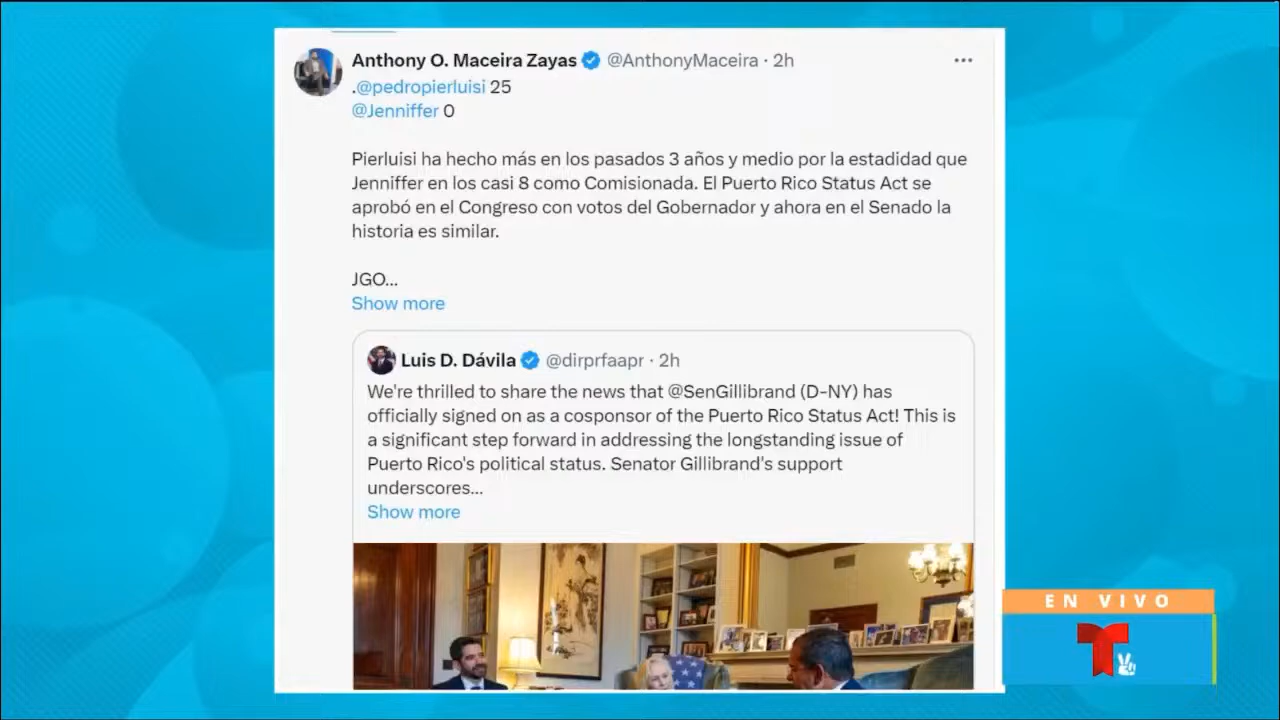 Anthony O. Maceira Zayas @AnthonyMaceira · 2h
.@pedropierluisi 25
@Jenniffer 0
Pierluisi ha hecho más en los pasados 3 años y medio por la estadidad que
Jenniffer en los casi 8 como Comisionada. El Puerto Rico Status Act se
aprobó en el Congreso con votos del Gobernador y ahora en el Senado la
historia es similar.
JGO...
Show more
Luis D. Dávila @dirprfaapr · 2h
We're thrilled to share the news that @SenGillibrand (D-NY) has
officially signed on as a cosponsor of the Puerto Rico Status Act! This is
a significant step forward in addressing the longstanding issue of
Puerto Rico's political status. Senator Gillibrand's support
underscores...
Show more
EN VIVO